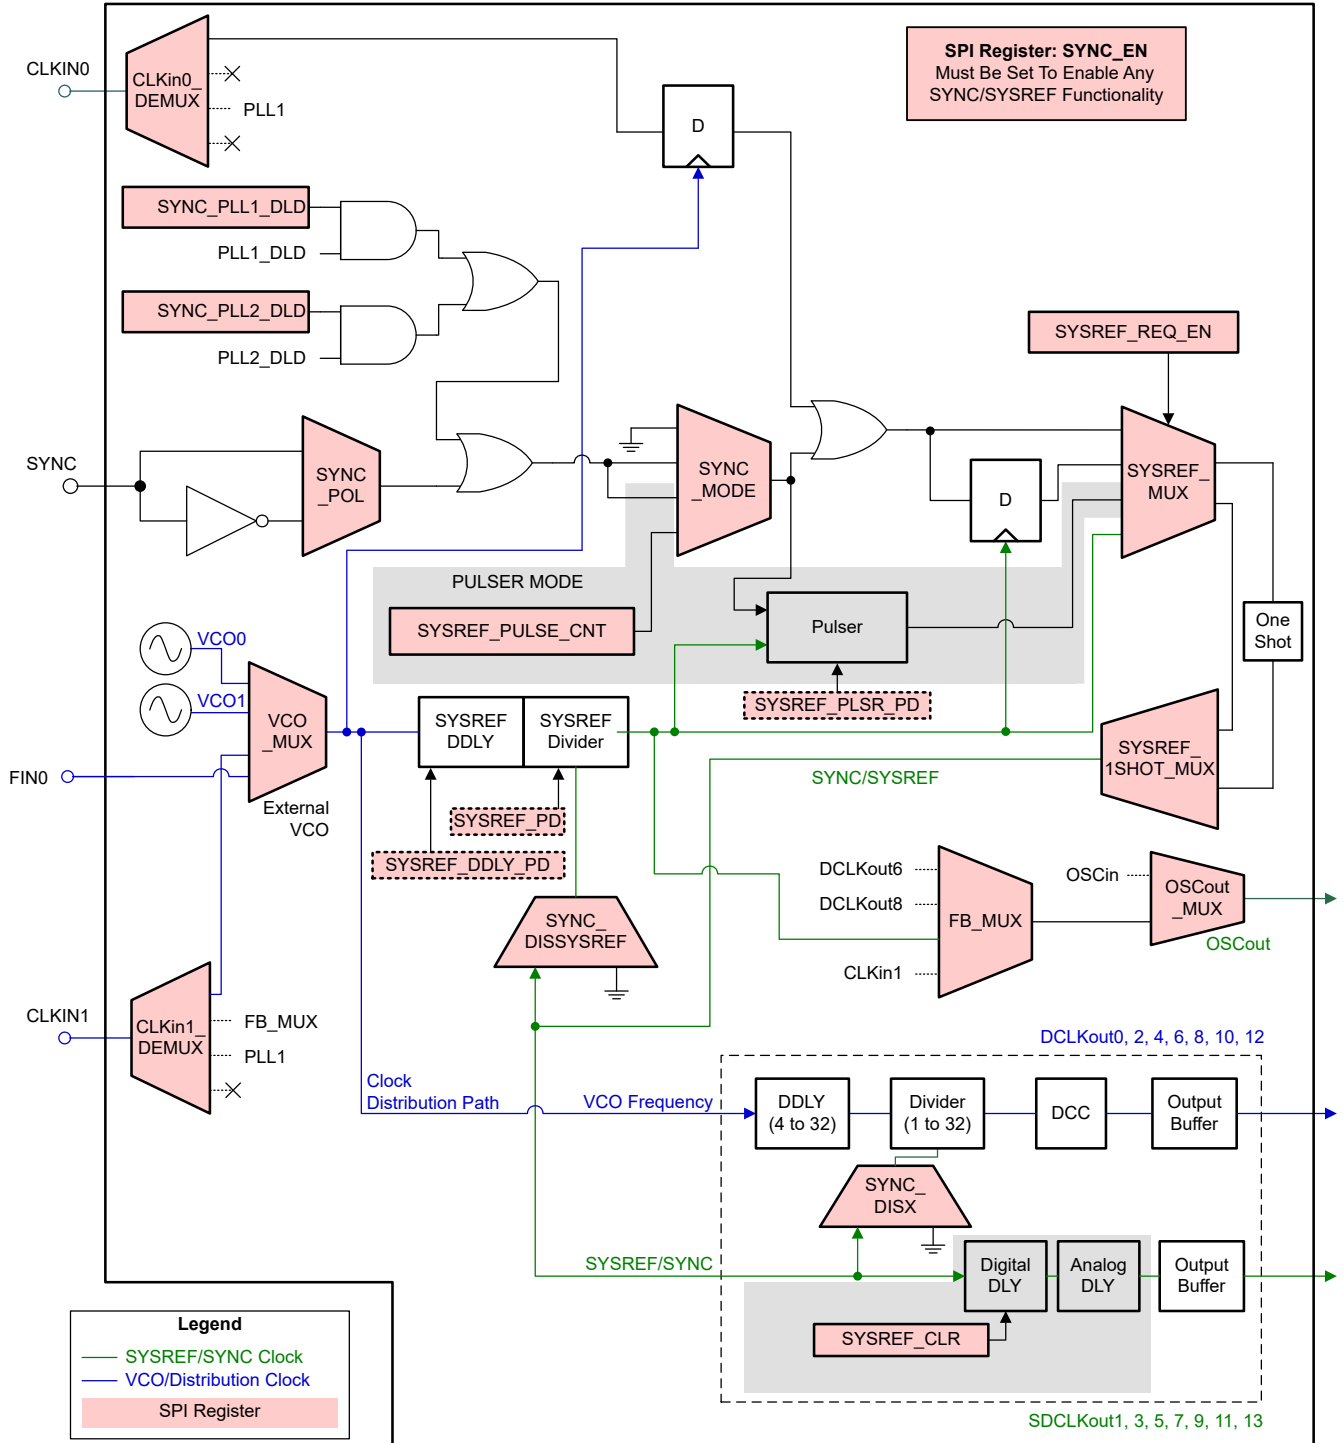 SPI Register: SYNC_EN
Must Be Set To Enable Any
SYNC/SYSREF Functionality
CLKIN0
CLKin0_
DEMUX
PLL1
D
SYNC_PLL1_DLD
PLL1_DLD
SYNC_PLL2_DLD
PLL2_DLD
SYSREF_REQ_EN
SYNC
SYNC
_POL
SYNC
_MODE
D
SYSREF_
MUX
PULSER MODE
SYSREF_PULSE_CNT
Pulser
One
Shot
VCO0
VCO1
VCO
_MUX
SYSREF
DDLY
SYSREF
Divider
SYSREF_PLSR_PD
SYSREF_
1SHOT_MUX
FIN0
External
VCO
SYNC/SYSREF
SYSREF_PD
SYSREF_DDLY_PD
DCLKout6
DCLKout8
CLKin1
FB_MUX
OSCin
OSCout
_MUX
OSCout
SYNC_
DISSYSREF
CLKIN1
CLKin1_
DEMUX
FB_MUX
PLL1
DCLKout0, 2, 4, 6, 8, 10, 12
Clock
Distribution Path
VCO Frequency
DDLY
(4 to 32)
Divider
(1 to 32)
DCC
Output
Buffer
SYNC_
DISX
SYSREF/SYNC
Digital
DLY
Analog
DLY
Output
Buffer
SYSREF_CLR
SDCLKout1, 3, 5, 7, 9, 11, 13
Legend
SYSREF/SYNC Clock
VCO/Distribution Clock
SPI Register